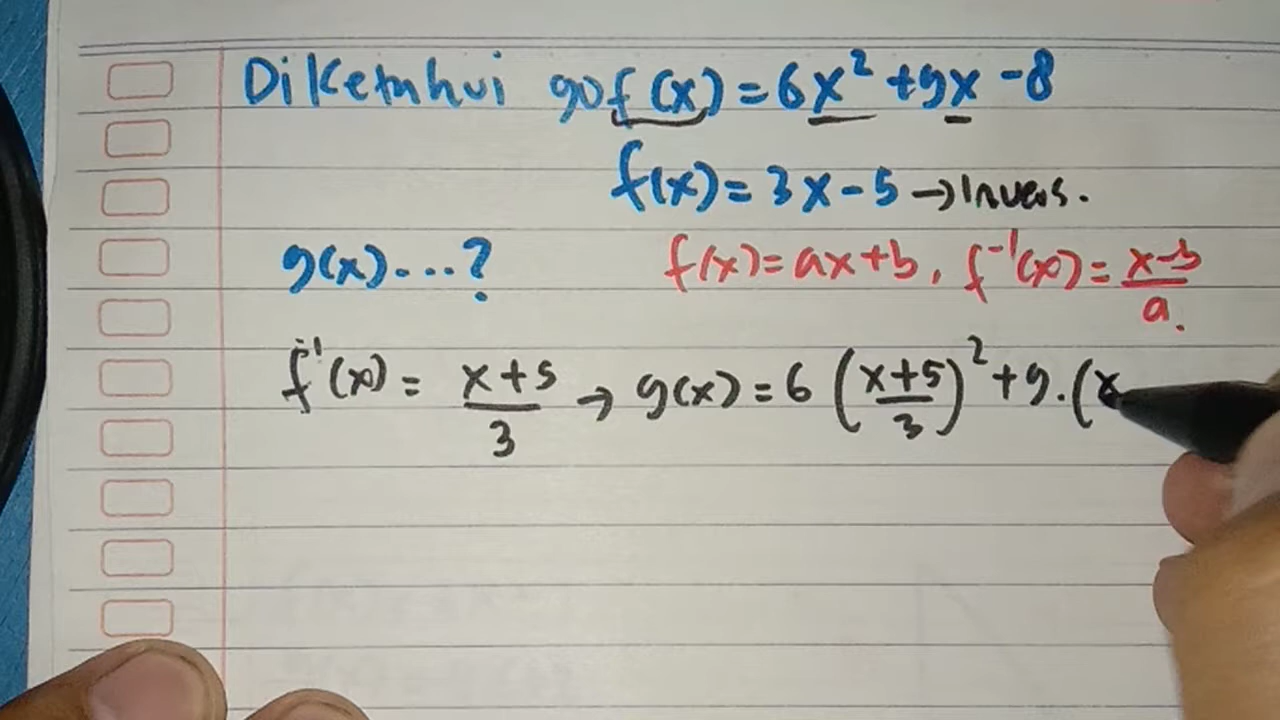 Diketahui gof(x) = 6x² + 9x - 8
f(x) = 3x - 5 → Invers.
g(x)...?
f(x) = ax + b, f⁻¹(x) = (x-b)/a.
f⁻¹(x) = (x+5)/3 → g(x) = 6 ((x+5)/3)² + 9.(x